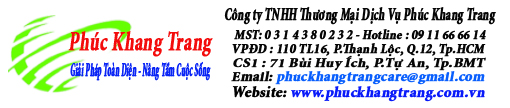 Phúc Khang Trang
Giải Pháp Toàn Diện - Nâng Tầm Cuộc Sống
Công ty TNHH Thương Mại Dịch Vụ Phúc Khang Trang
MST: 0 3 1 4 3 8 0 2 3 2 - Hotline : 09 11 66 66 14
VPĐD : 110 TL16, P.Thạnh Lộc, Q.12, Tp.HCM
CS1 : 71 Bùi Huy Ích, P.Tự An, Tp.BMT
Email: phuckhangtrangcare@gmail.com
Website: www.phuckhangtrang.com.vn